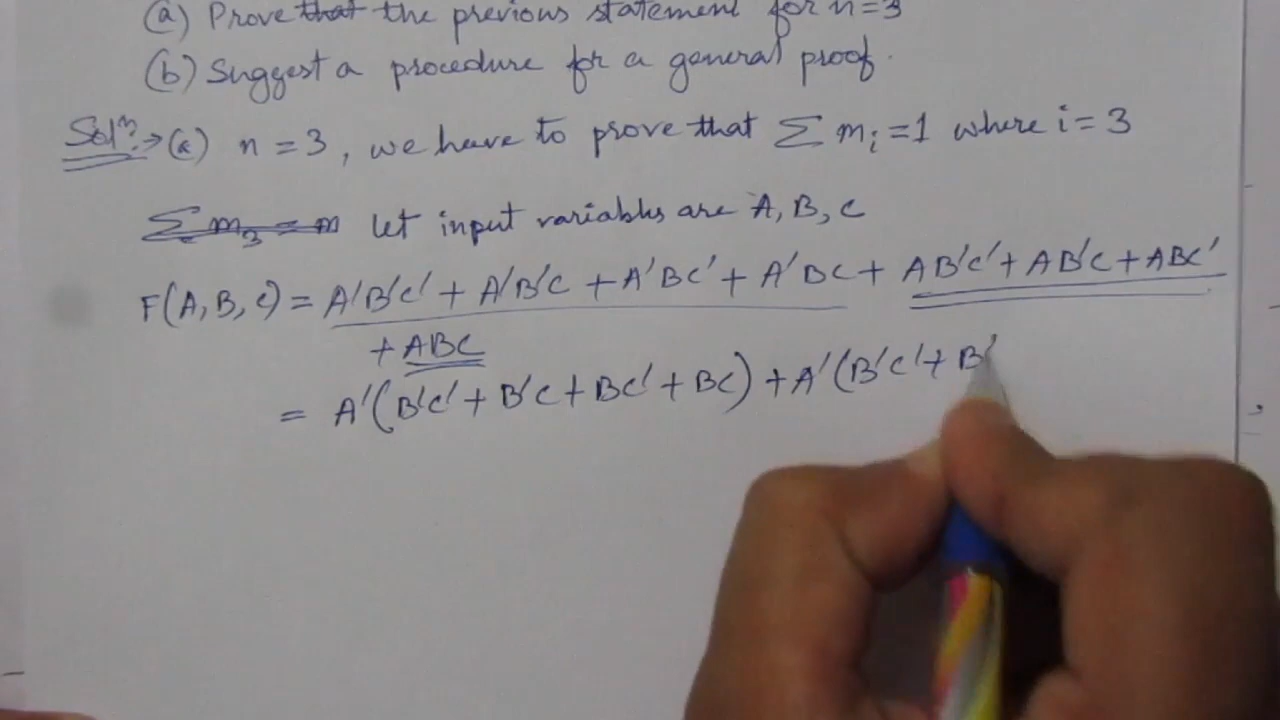 (a) Prove that the previous statement for n=3
(b) Suggest a procedure for a general proof.
Solⁿ:→ (a) n = 3, we have to prove that Σ mᵢ = 1 where i = 3
Σ m₃ = m let input variables are A, B, C
F(A, B, C) = A'B'C' + A'B'C + A'BC' + A'BC + AB'C' + AB'C + ABC'
+ ABC
= A'(B'C' + B'C + BC' + BC) + A'(B'C' + B'